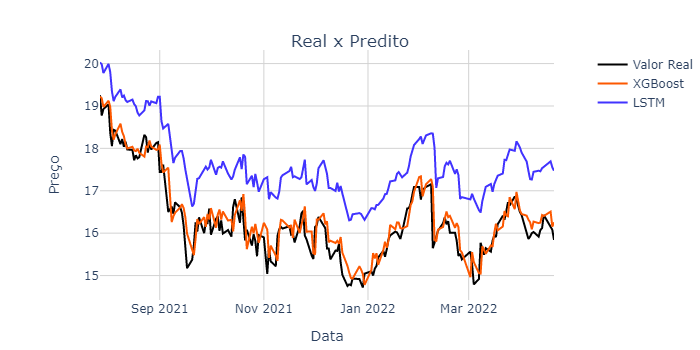 Real x Predito
Valor Real
XGBoost
LSTM
Preço
20
19
18
17
16
15
Sep 2021
Nov 2021
Jan 2022
Mar 2022
Data